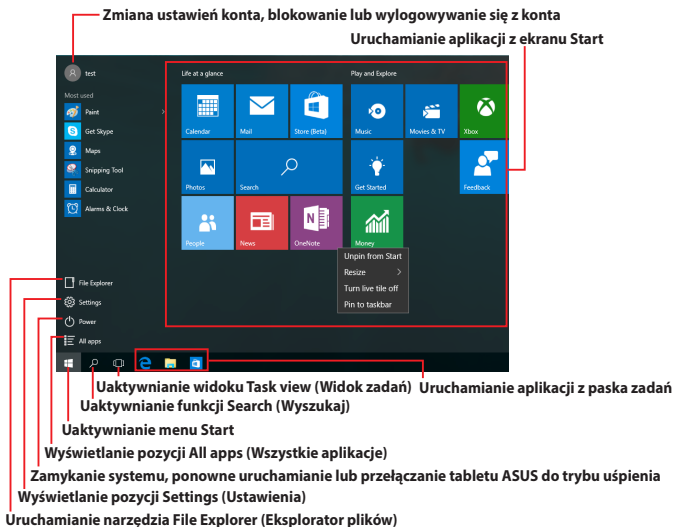 Zmiana ustawień konta, blokowanie lub wylogowywanie się z konta
Uruchamianie aplikacji z ekranu Start
test
Life at a glance
Play and Explore
Most used
Paint
Get Skype
Maps
Snipping Tool
Calculator
Alarms & Clock
Calendar
Mail
Store (Beta)
Music
Movies & TV
Xbox
Photos
Search
Get Started
Feedback
People
News
OneNote
Money
Unpin from Start
Resize
Turn live tile off
Pin to taskbar
File Explorer
Settings
Power
All apps
Uaktywnianie widoku Task view (Widok zadań)
Uruchamianie aplikacji z paska zadań
Uaktywnianie funkcji Search (Wyszukaj)
Uaktywnianie menu Start
Wyświetlanie pozycji All apps (Wszystkie aplikacje)
Zamykanie systemu, ponowne uruchamianie lub przełączanie tabletu ASUS do trybu uśpienia
Wyświetlanie pozycji Settings (Ustawienia)
Uruchamianie narzędzia File Explorer (Eksplorator plików)